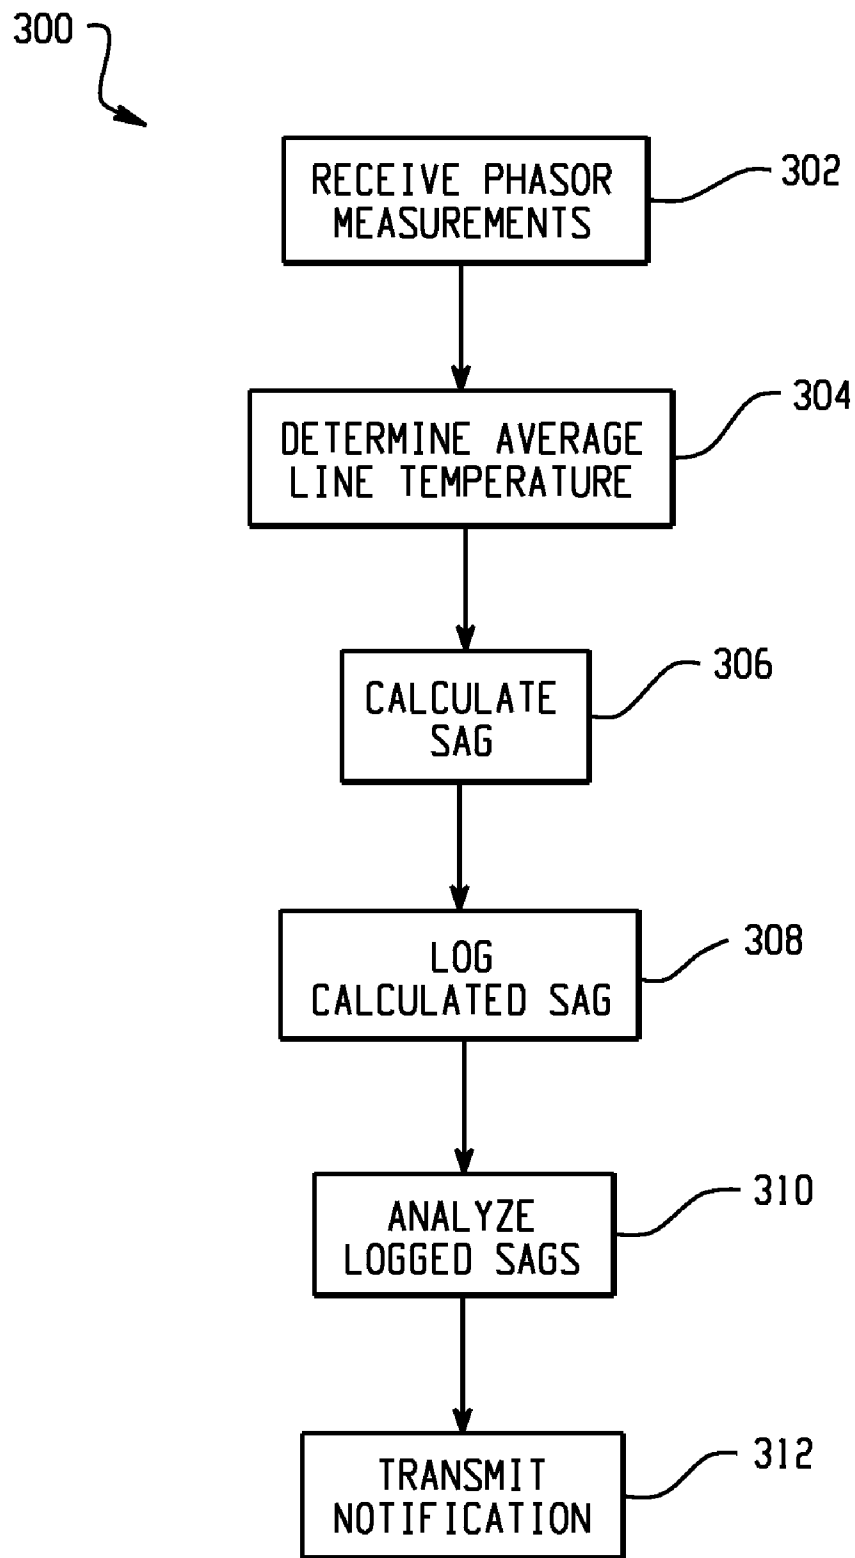 300
RECEIVE PHASOR
MEASUREMENTS
302
DETERMINE AVERAGE
LINE TEMPERATURE
304
CALCULATE
SAG
306
LOG
CALCULATED SAG
308
ANALYZE
LOGGED SAGS
310
TRANSMIT
NOTIFICATION
312